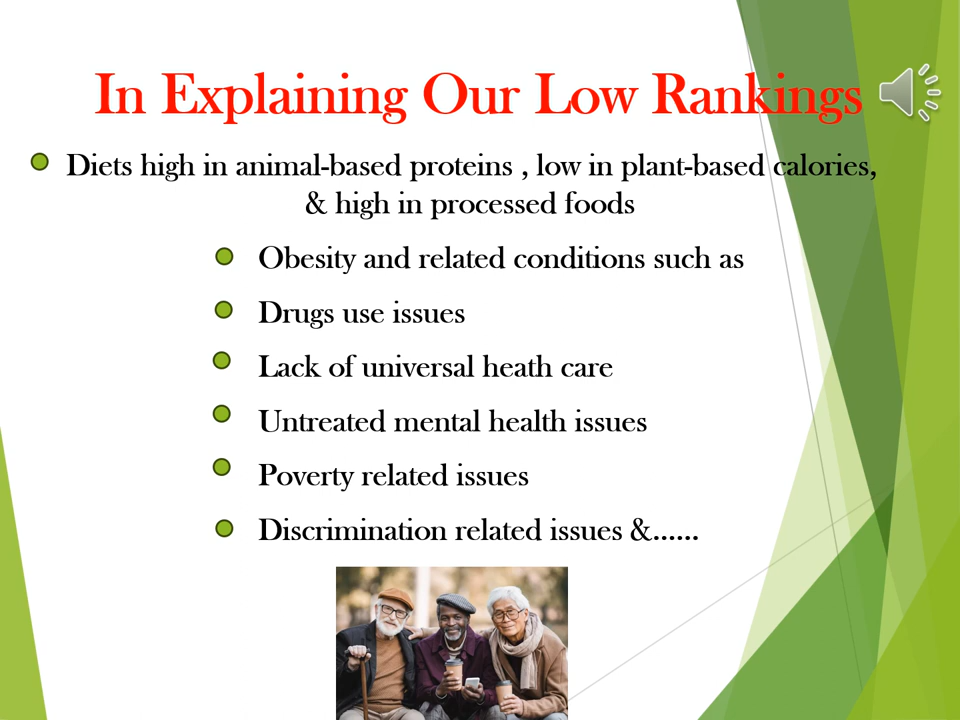 In Explaining Our Low Rankings
Diets high in animal-based proteins , low in plant-based calories,
& high in processed foods
Obesity and related conditions such as
Drugs use issues
Lack of universal heath care
Untreated mental health issues
Poverty related issues
Discrimination related issues &......